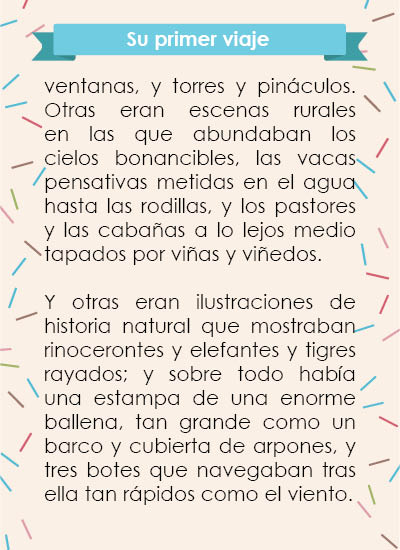 Su primer viaje
ventanas, y torres y pináculos.
Otras eran escenas rurales
en las que abundaban los
cielos bonancibles, las vacas
pensativas metidas en el agua
hasta las rodillas, y los pastores
y las cabañas a lo lejos medio
tapados por viñas y viñedos.
Y otras eran ilustraciones de
historia natural que mostraban
rinocerontes y elefantes y tigres
rayados; y sobre todo había
una estampa de una enorme
ballena, tan grande como un
barco y cubierta de arpones, y
tres botes que navegaban tras
ella tan rápidos como el viento.